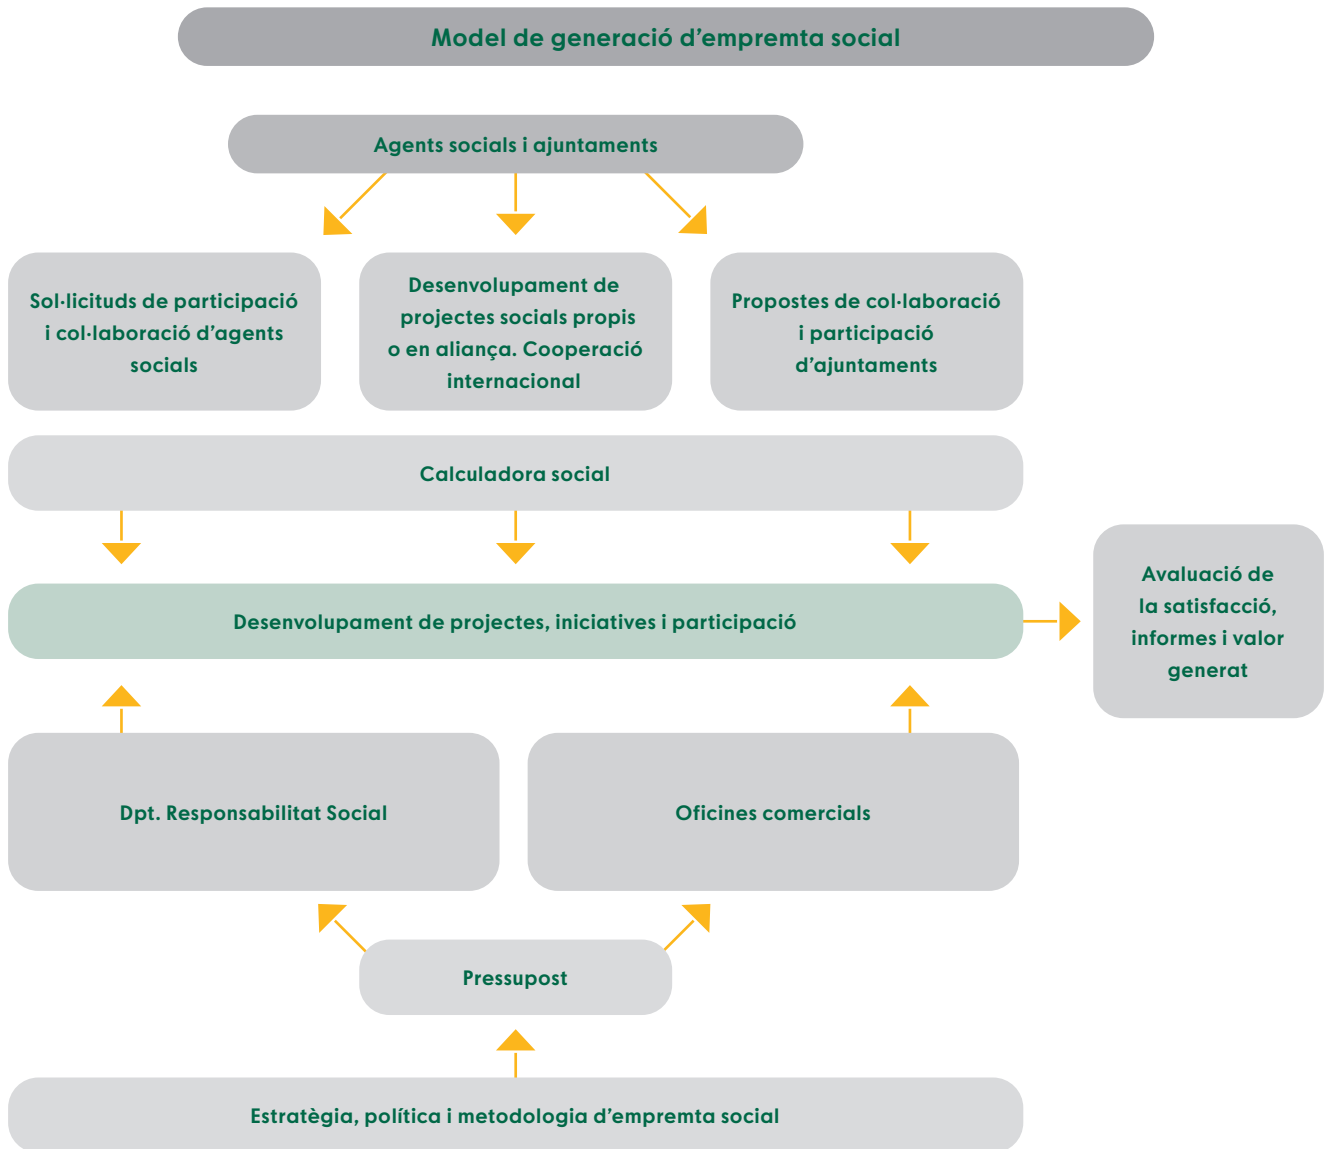 Model de generació d’empremta social
Agents socials i ajuntaments
Sol·licituds de participació
i col·laboració d’agents
socials
Desenvolupament de
projectes socials propis
o en aliança. Cooperació
internacional
Propostes de col·laboració
i participació
d’ajuntaments
Calculadora social
Desenvolupament de projectes, iniciatives i participació
Avaluació de
la satisfacció,
informes i valor
generat
Dpt. Responsabilitat Social
Oficines comercials
Pressupost
Estratègia, política i metodologia d’empremta social